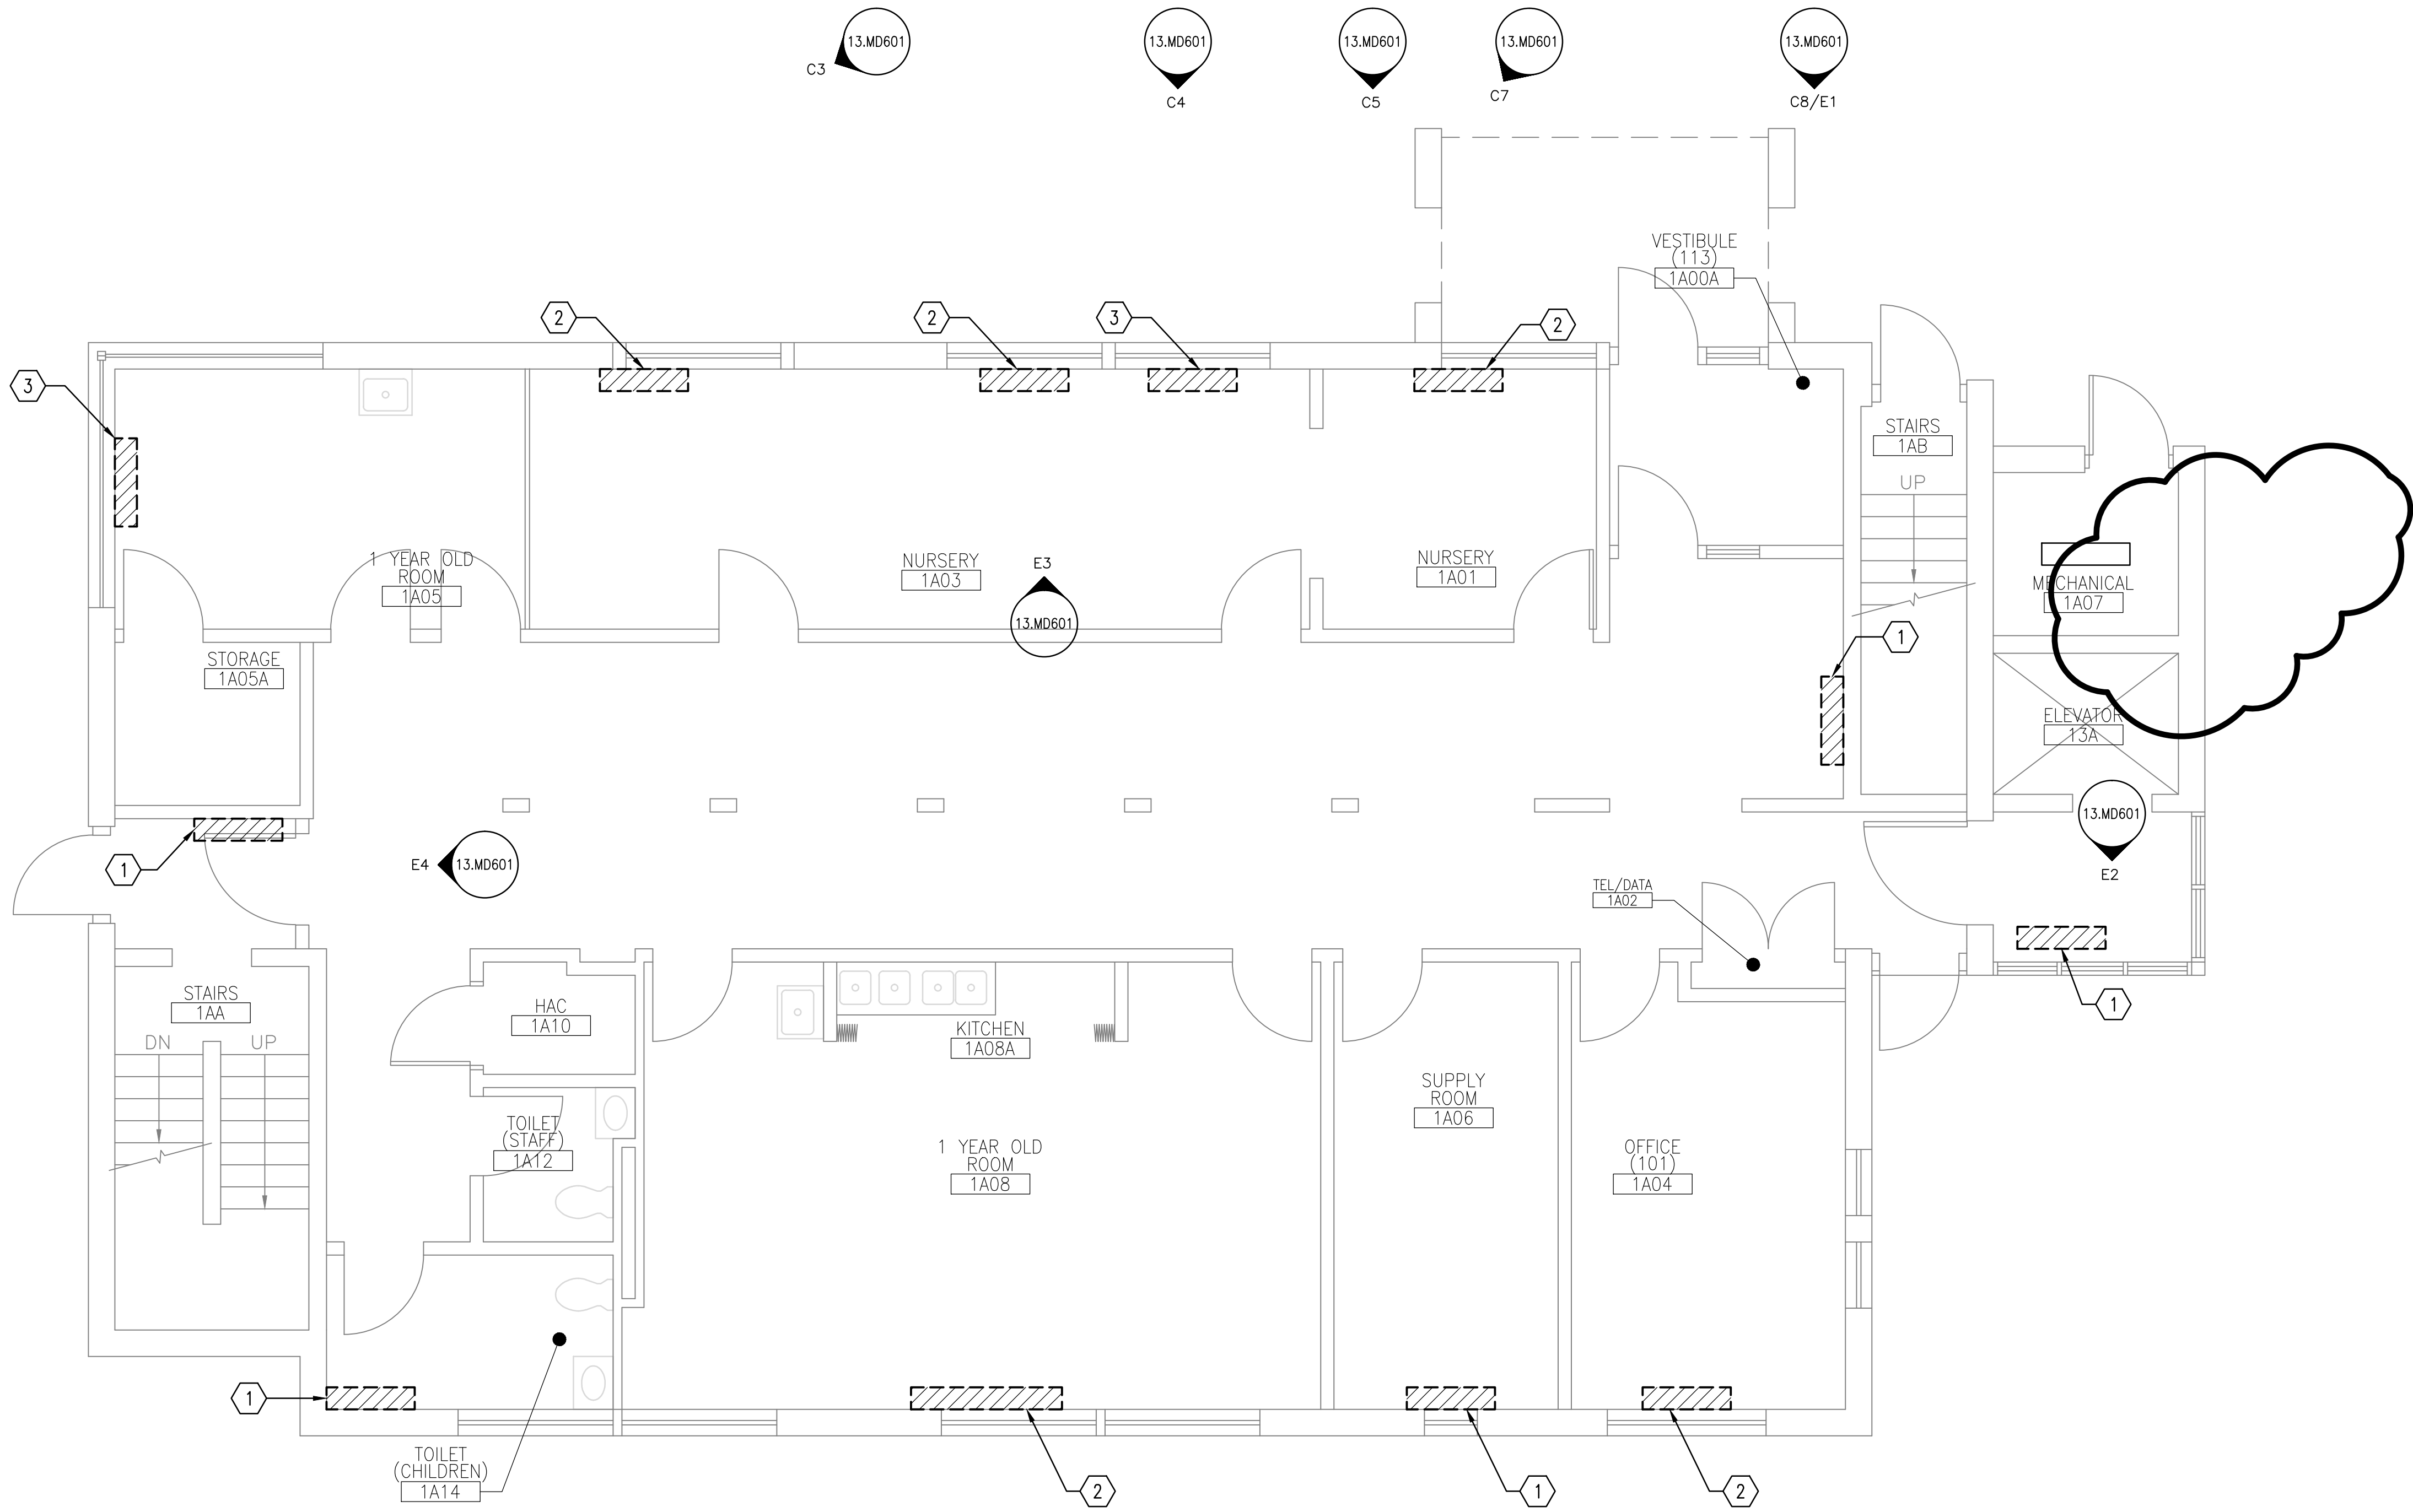 13.MD601
13.MD601
13.MD601
13.MD601
13.MD601
C3
C4
C5
C7
C8/E1
VESTIBULE
(113)
1A00A
2
2
3
2
3
STAIRS
1AB
UP
1 YEAR OLD
ROOM
1A05
NURSERY
1A03
E3
13.MD601
NURSERY
1A01
MECHANICAL
1A07
1
STORAGE
1A05A
ELEVATOR
13A
13.MD601
E2
1
E4
13.MD601
TEL/DATA
1A02
STAIRS
1AA
DN
UP
HAC
1A10
KITCHEN
1A08A
1
SUPPLY
ROOM
1A06
TOILET
(STAFF)
1A12
1 YEAR OLD
ROOM
1A08
OFFICE
(101)
1A04
1
TOILET
(CHILDREN)
1A14
2
1
2